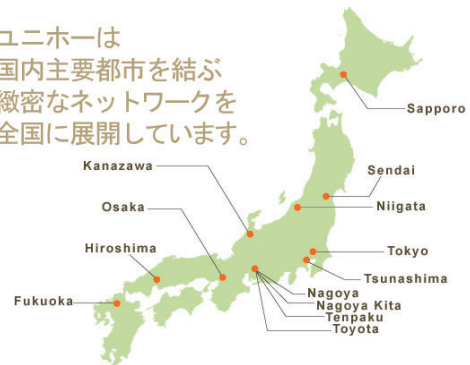 ユニホーは
国内主要都市を結ぶ
緻密なネットワークを
全国に展開しています。
Sapporo
Kanazawa
Sendai
Osaka
Niigata
Hiroshima
Tokyo
Tsunashima
Fukuoka
Nagoya
Nagoya Kita
Tenpaku
Toyota